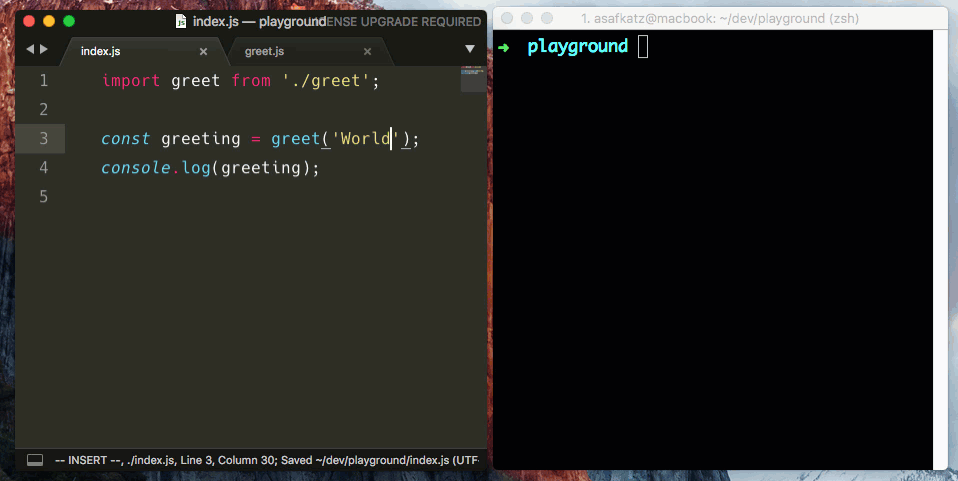 index.js — playground
ENSE UPGRADE REQUIRED
index.js × greet.js ×
1 import greet from './greet';
2
3 const greeting = greet('World');
4 console.log(greeting);
5
-- INSERT --, ./index.js, Line 3, Column 30; Saved ~/dev/playground/index.js (UTF-
1. asafkatz@macbook: ~/dev/playground (zsh)
➜ playground